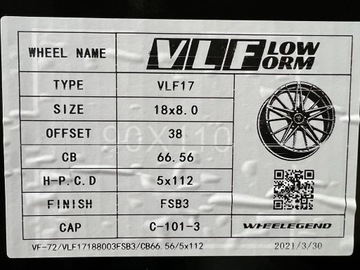 WHEEL NAME VLF LOW FORM
TYPE VLF17
SIZE 18x8.0
OFFSET 38
CB 66.56
H-P.C.D 5x112
FINISH FSB3
CAP C-101-3
WHEELEGEND
VF-72/VLF17188003FSB3/CB66.56/5x112 2021/3/30